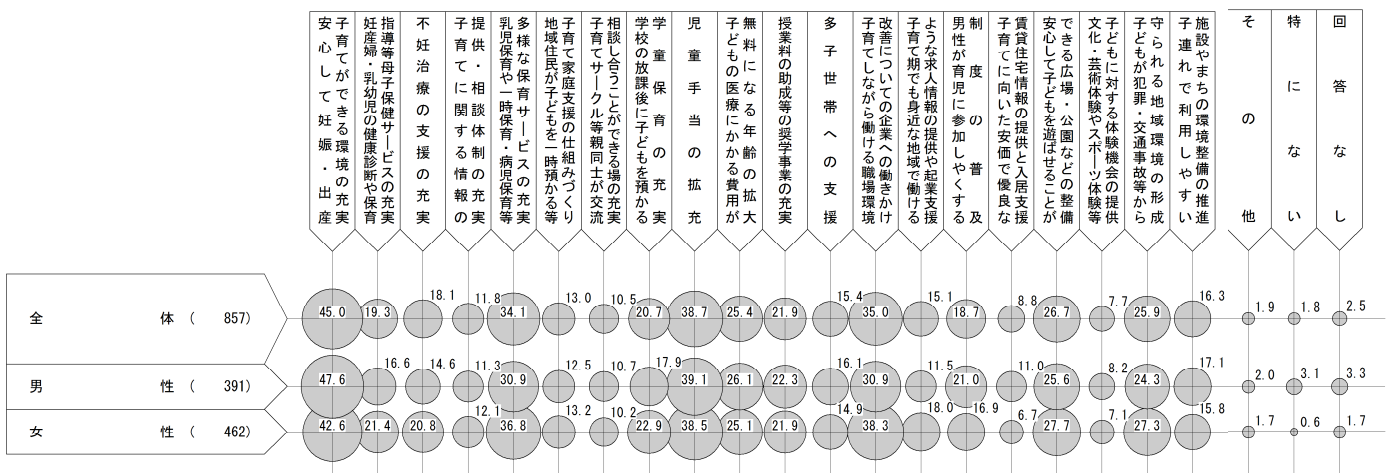 安心して妊娠・出産
子育てができる環境の充実
妊産婦・乳幼児の健康診断や保育
指導等母子保健サービスの充実
不妊治療の支援の充実
子育てに関する情報の
提供・相談体制の充実
乳児保育や一時保育・病児保育等
多様な保育サービスの充実
地域住民が子どもを一時預かる等
子育て家庭支援の仕組みづくり
子育てサークル等親同士が交流
相談し合うことができる場の充実
学校の放課後に子どもを預かる
学童保育の充実
児童手当の拡充
子どもの医療にかかる費用が
無料になる年齢の拡大
授業料の助成等の奨学事業の充実
多子世帯への支援
子育てしながら働ける職場環境
改善についての企業への働きかけ
子育て期でも身近な地域で働ける
ような求人情報の提供や起業支援
男性が育児に参加しやすくする
制度の普及
子育てに向いた安価で優良な
賃貸住宅情報の提供と入居支援
安心して子どもを遊ばせることが
できる広場・公園などの整備
文化・芸術体験やスポーツ体験等
子どもに対する体験機会の提供
子どもが犯罪・交通事故等から
守られる地域環境の形成
子連れで利用しやすい
施設やまちの環境整備の推進
その他
特にない
回答なし
全 体 ( 857) 45.0 19.3 18.1 11.8 34.1 13.0 10.5 20.7 38.7 25.4 21.9 15.4 35.0 15.1 18.7 8.8 26.7 7.7 25.9 16.3 1.9 1.8 2.5
男 性 ( 391) 47.6 16.6 14.6 11.3 30.9 12.5 10.7 17.9 39.1 26.1 22.3 16.1 30.9 11.5 21.0 11.0 25.6 8.2 24.3 17.1 2.0 3.1 3.3
女 性 ( 462) 42.6 21.4 20.8 12.1 36.8 13.2 10.2 22.9 38.5 25.1 21.9 14.9 38.3 18.0 16.9 6.7 27.7 7.1 27.3 15.8 1.7 0.6 1.7